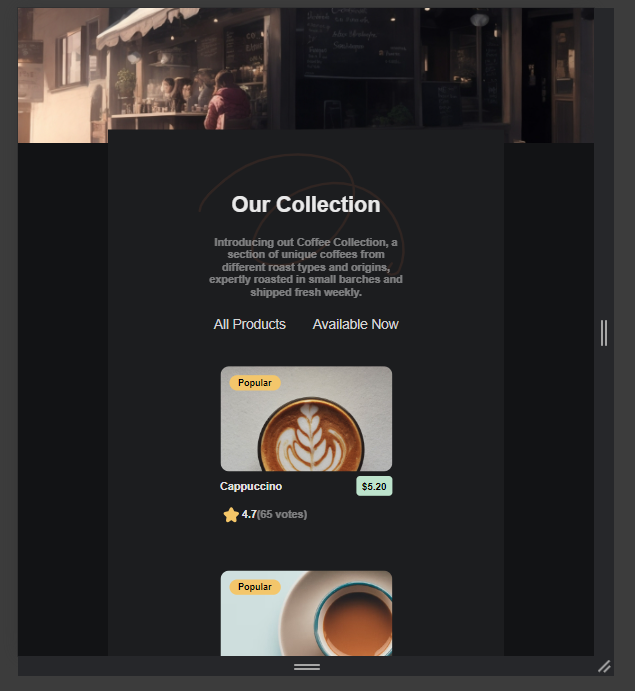 Our Collection
Introducing out Coffee Collection, a
section of unique coffees from
different roast types and origins,
expertly roasted in small barches and
shipped fresh weekly.
All Products Available Now
Popular
Cappuccino $5.20
4.7(65 votes)
Popular